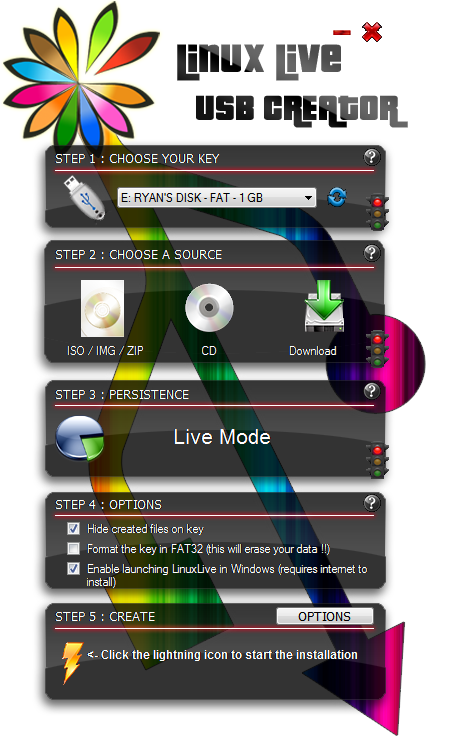 Linux Live
USB Creator
STEP 1 : CHOOSE YOUR KEY
?
E: RYAN'S DISK - FAT - 1 GB
STEP 2 : CHOOSE A SOURCE
?
ISO / IMG / ZIP CD Download
STEP 3 : PERSISTENCE
?
Live Mode
STEP 4 : OPTIONS
?
Hide created files on key
Format the key in FAT32 (this will erase your data !!)
Enable launching LinuxLive in Windows (requires internet to
install)
STEP 5 : CREATE OPTIONS
<- Click the lightning icon to start the installation